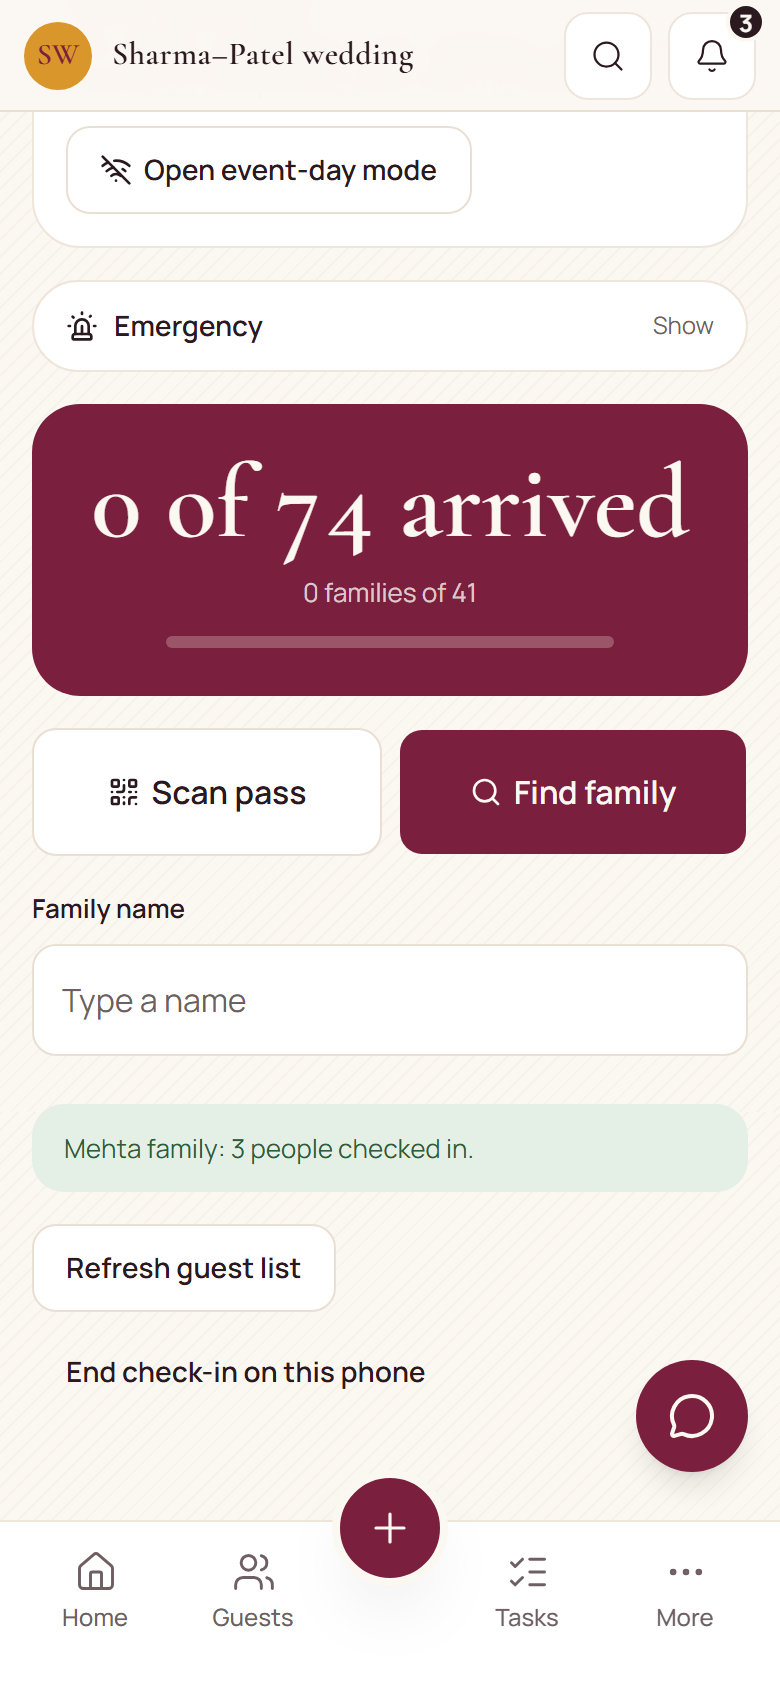 SW
Sharma–Patel wedding
3
Open event-day mode
Emergency
Show
0 of 74 arrived
0 families of 41
Scan pass
Find family
Family name
Type a name
Mehta family: 3 people checked in.
Refresh guest list
End check-in on this phone
Home
Guests
Tasks
More